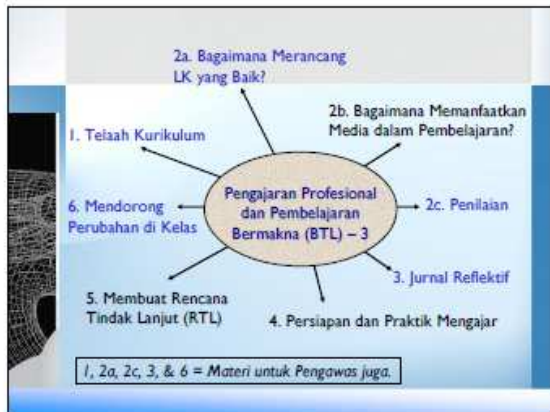 2a. Bagaimana Merancang
LK yang Baik?
2b. Bagaimana Memanfaatkan
Media dalam Pembelajaran?
1. Telaah Kurikulum
Pengajaran Profesional
dan Pembelajaran
Bermakna (BTL) – 3
6. Mendorong
Perubahan di Kelas
2c. Penilaian
3. Jurnal Reflektif
5. Membuat Rencana
Tindak Lanjut (RTL)
4. Persiapan dan Praktik Mengajar
1, 2a, 2c, 3, & 6 = Materi untuk Pengawas juga.